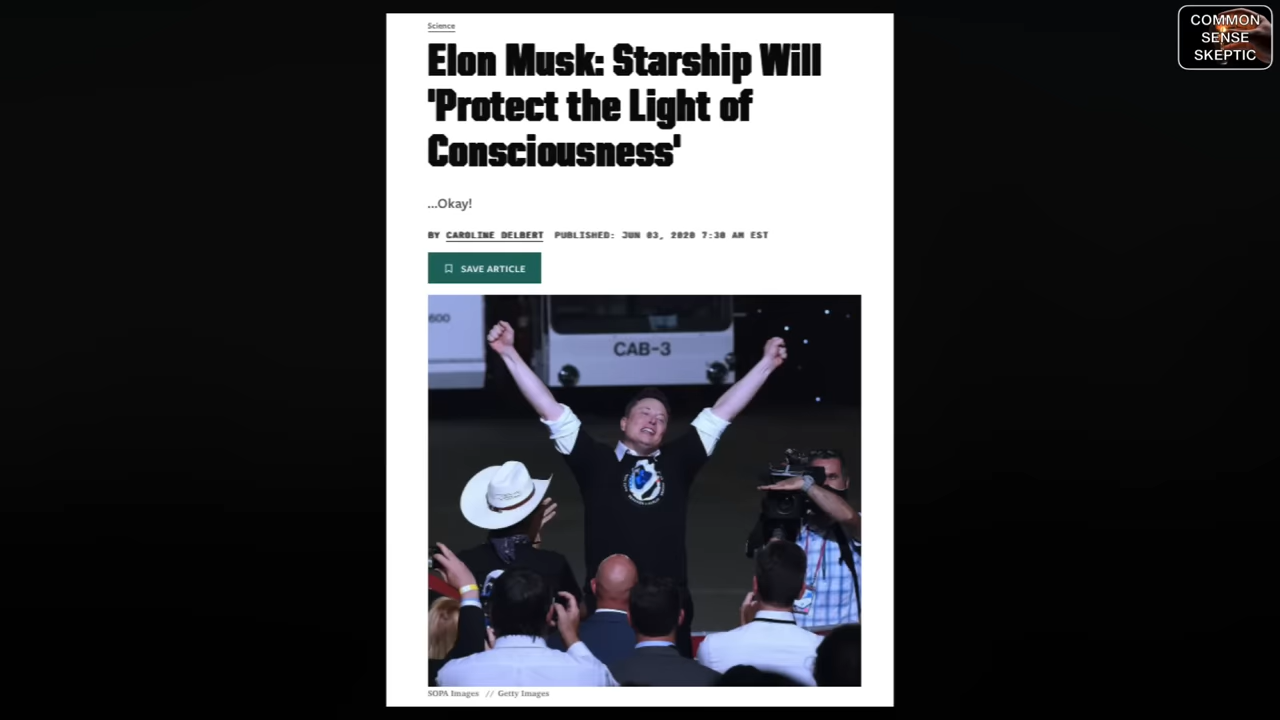 COMMON
SENSE
SKEPTIC
Science
Elon Musk: Starship Will
'Protect the Light of
Consciousness'
...Okay!
BY CAROLINE DELBERT PUBLISHED: JUN 03, 2020 7:30 AM EST
SAVE ARTICLE
600
CAB-3
SOPA Images // Getty Images